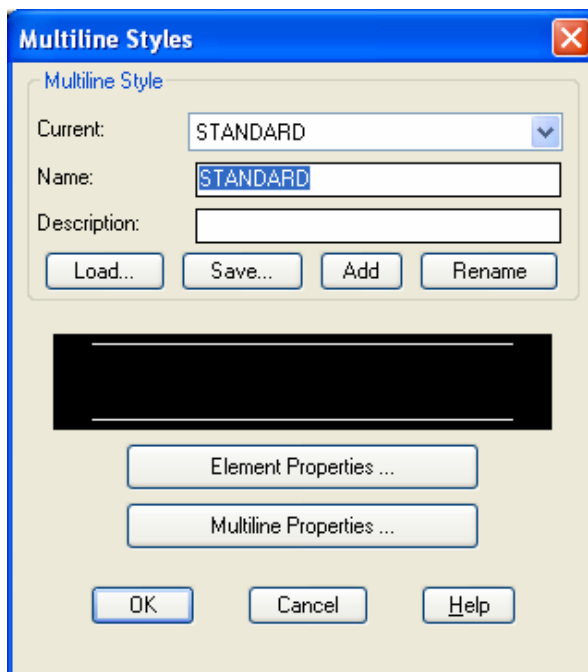 Multiline Styles
Multiline Style
Current: STANDARD
Name: STANDARD
Description:
Load... Save... Add Rename
Element Properties ...
Multiline Properties ...
OK Cancel Help